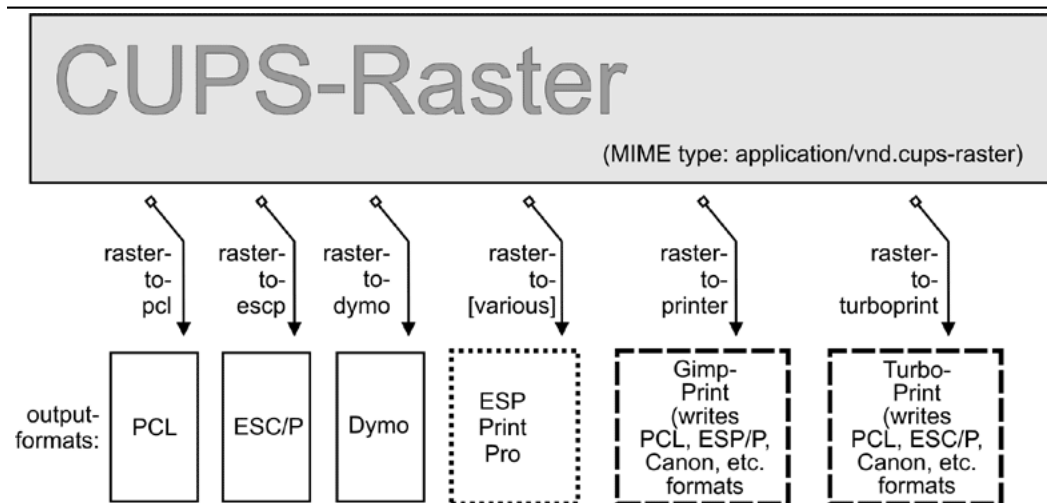 CUPS-Raster
(MIME type: application/vnd.cups-raster)
raster-
to-
pcl
raster-
to-
escp
raster-
to-
dymo
raster-
to-
[various]
raster-
to-
printer
raster-
to-
turboprint
output-
formats:
PCL
ESC/P
Dymo
ESP
Print
Pro
Gimp-
Print
(writes
PCL, ESP/P,
Canon, etc.
formats
Turbo-
Print
(writes
PCL, ESC/P,
Canon, etc.
formats